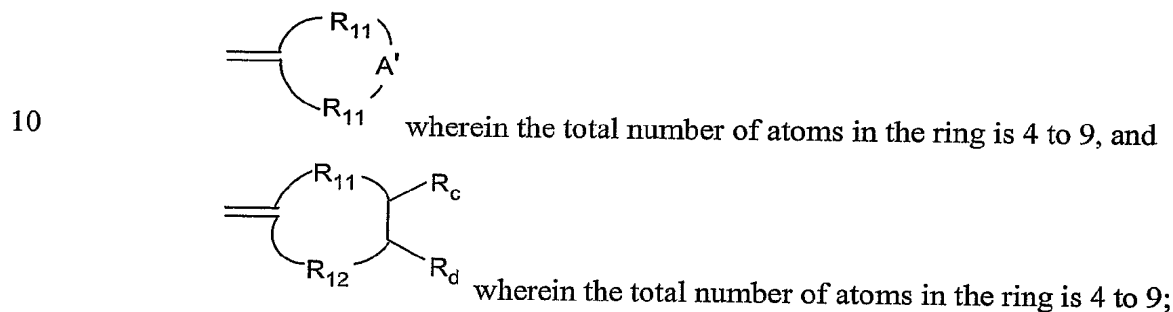 R11
A'
10 R11 wherein the total number of atoms in the ring is 4 to 9, and
R11 Rc
R12 Rd wherein the total number of atoms in the ring is 4 to 9;